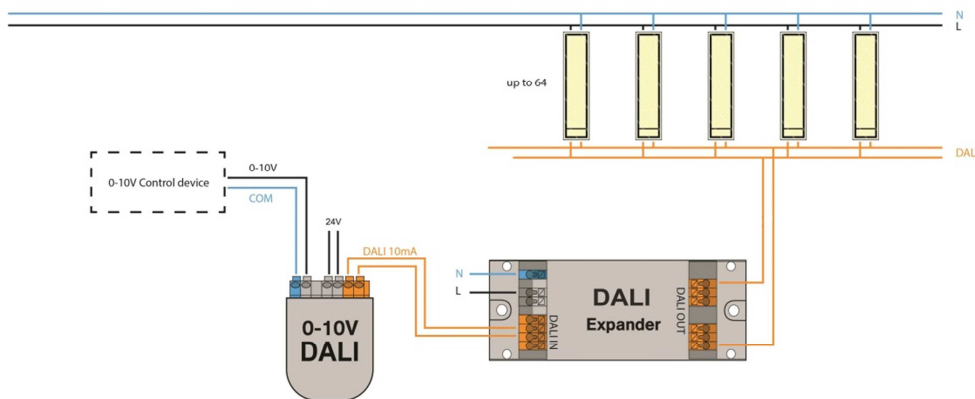 N
L
up to 64
DAL
0-10V Control device
0-10V
COM
24V
DALI 10mA
N
L
DALI IN
DALI
Expander
DALI OUT
0-10V
DALI